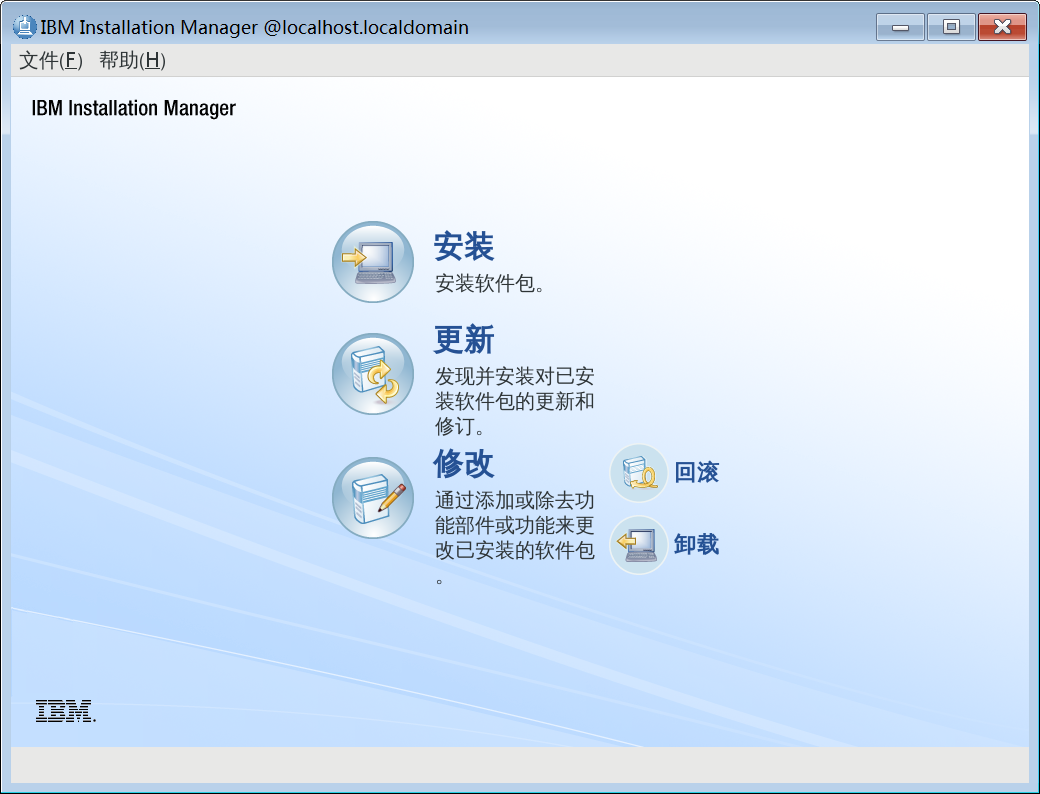 IBM Installation Manager @localhost.localdomain
文件(F) 帮助(H)
IBM Installation Manager
安装
安装软件包。
更新
发现并安装对已安
装软件包的更新和
修订。
修改
通过添加或除去功
能部件或功能来更
改已安装的软件包
。
回滚
卸载
IBM.